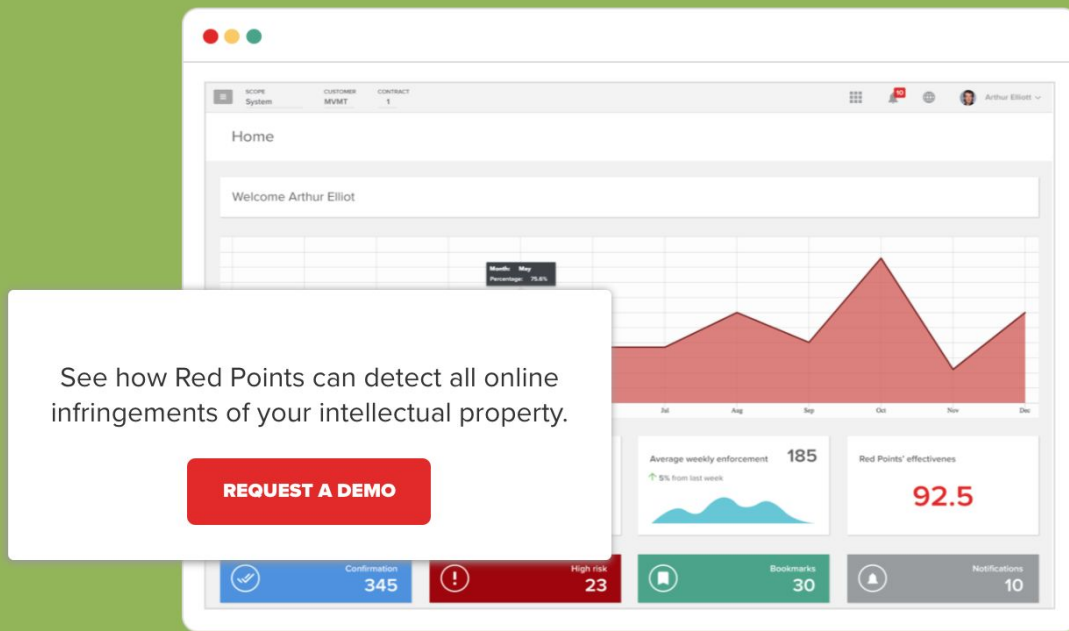 SCOPE CUSTOMER CONTRACT
System MVMT 1
10
Arthur Elliott
Home
Welcome Arthur Elliot
Month: May
Percentage: 75.6%
Jul Aug Sep Oct Nov Dec
See how Red Points can detect all online
infringements of your intellectual property.
REQUEST A DEMO
Average weekly enforcement 185
5% from last week
Red Points' effectivenes
92.5
Confirmation
345
High risk
23
Bookmarks
30
Notifications
10